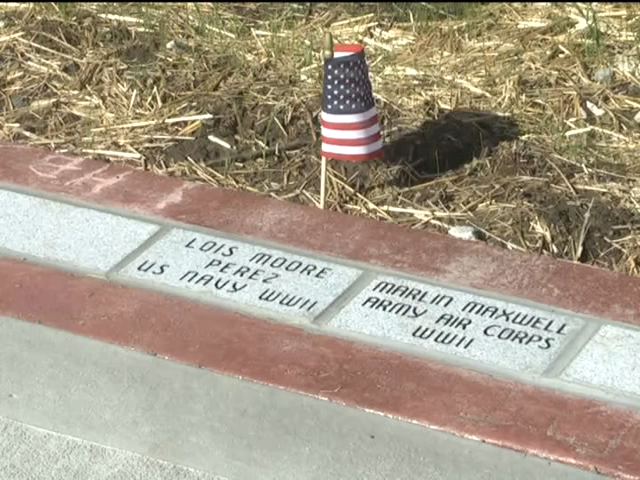 LOIS MOORE
PEREZ
US NAVY WWII
MARLIN MAXWELL
ARMY AIR CORPS
WWII